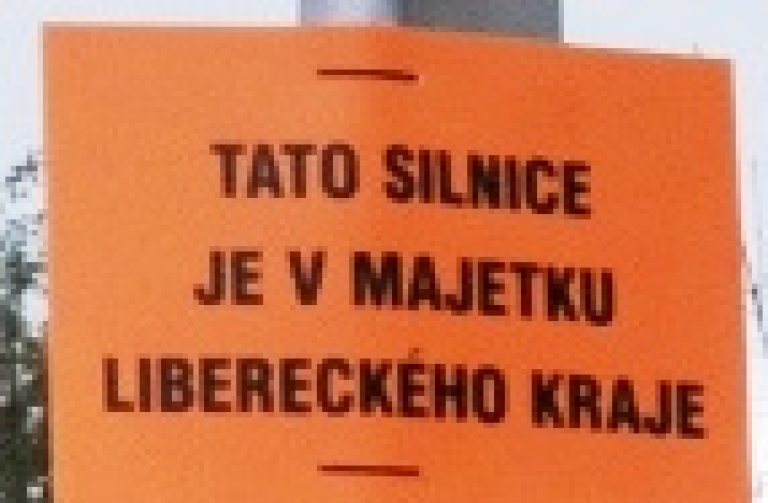 TATO SILNICE
JE V MAJETKU
LIBERECKÉHO KRAJE